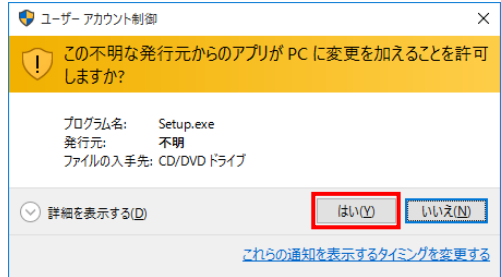 ユーザー アカウント制御
この不明な発行元からのアプリが PC に変更を加えることを許可
しますか?
プログラム名: Setup.exe
発行元: 不明
ファイルの入手先: CD/DVD ドライブ
詳細を表示する(D) はい(Y) いいえ(N)
これらの通知を表示するタイミングを変更する